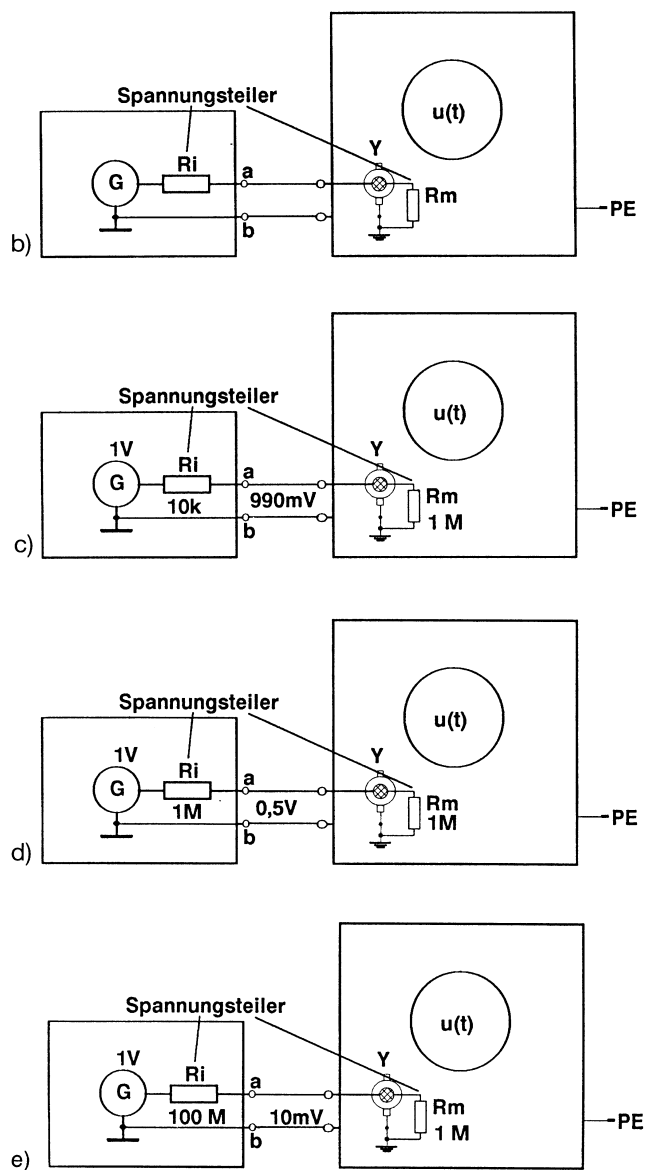 Spannungsteiler
u(t)
Y
Ri
G
a
Rm
b
PE
b)
Spannungsteiler
u(t)
1V
Y
Ri
G
a
Rm
10k
990mV
1 M
b
PE
c)
Spannungsteiler
u(t)
1V
Y
Ri
G
a
Rm
1M
0,5V
1M
b
PE
d)
Spannungsteiler
u(t)
1V
Y
Ri
G
a
Rm
100 M
10mV
1 M
b
PE
e)